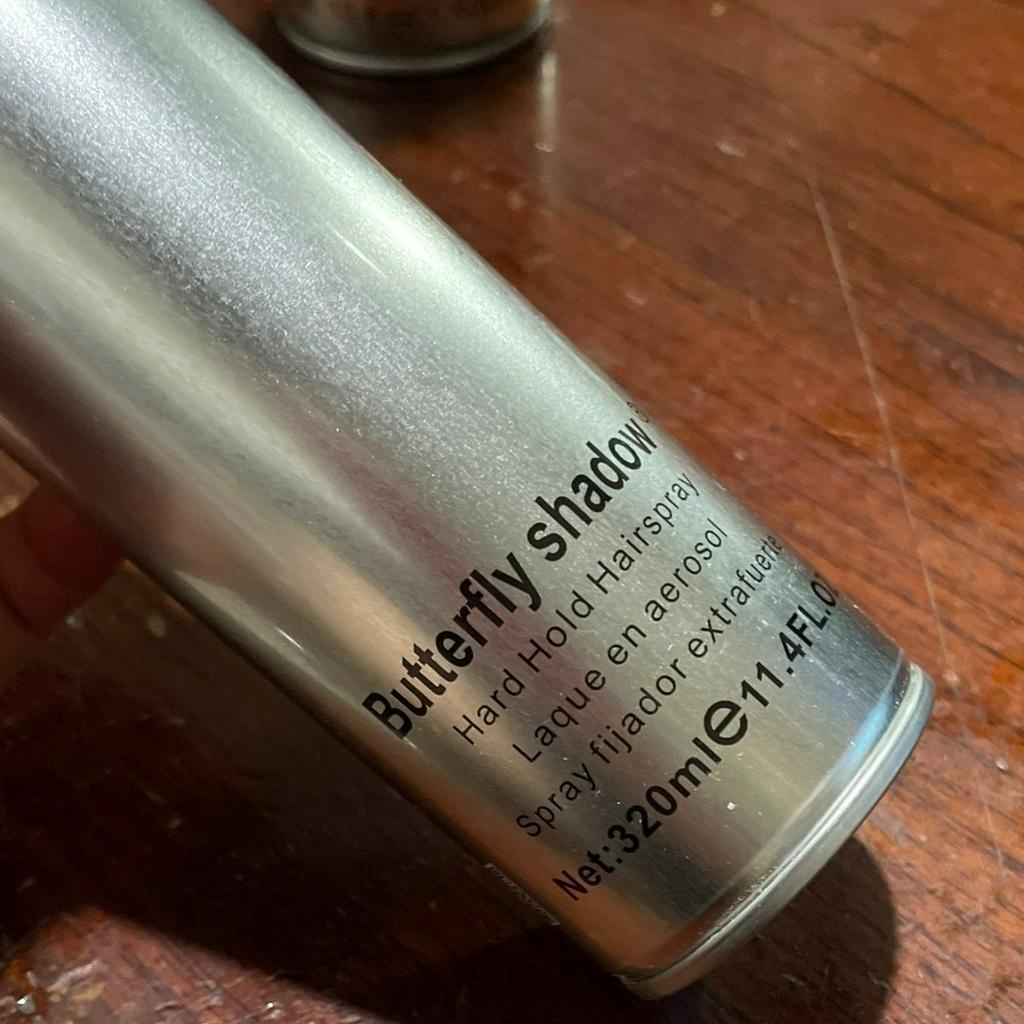 Butterfly shadow®
Hard Hold Hairspray
Laque en aerosol
Spray fijador extrafuerte
Net:320ml℮11.4FL.OZ